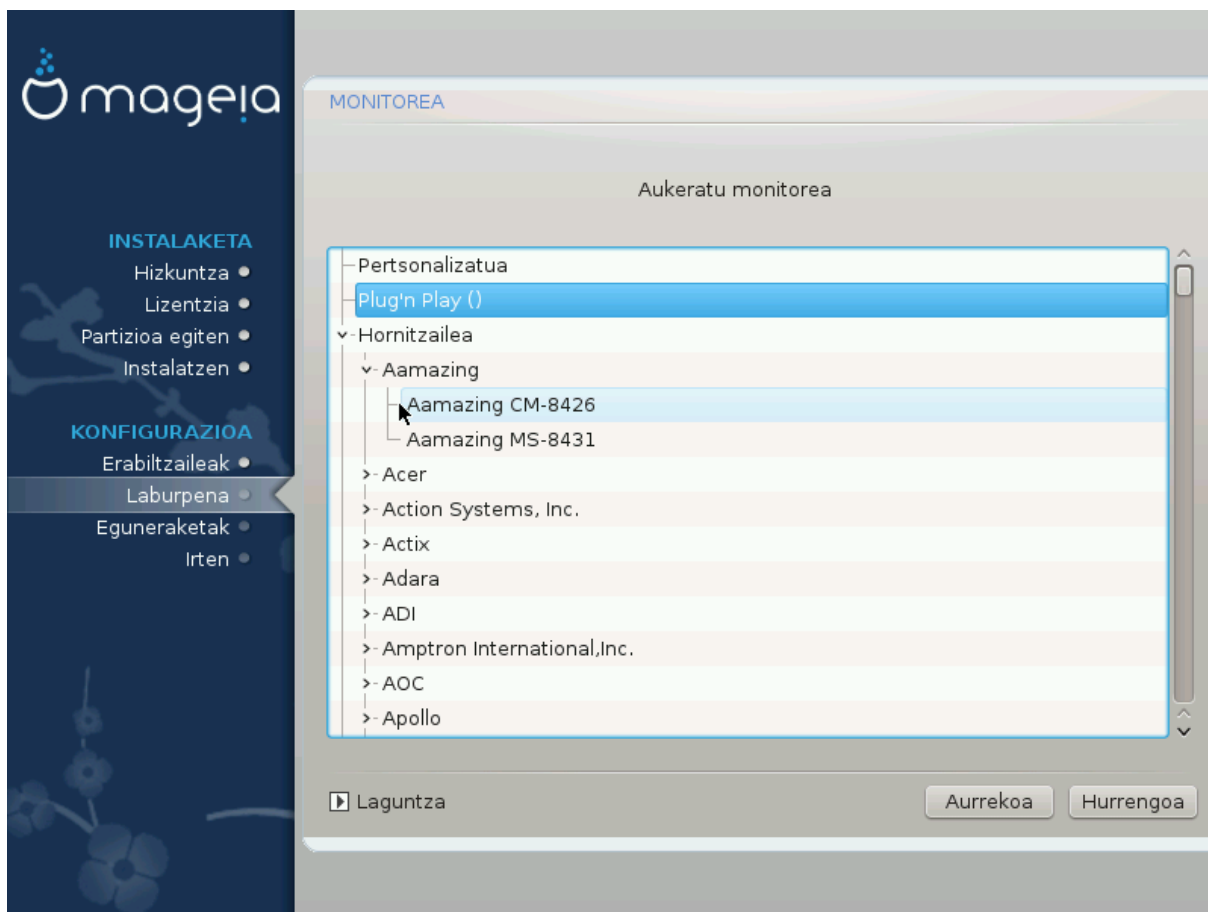 mageia
INSTALAKETA
Hizkuntza
Lizentzia
Partizioa egiten
Instalatzen
KONFIGURAZIOA
Erabiltzaileak
Laburpena
Eguneraketak
Irten
MONITOREA
Aukeratu monitorea
Pertsonalizatua
Plug'n Play ()
Hornitzailea
Aamazing
Aamazing CM-8426
Aamazing MS-8431
Acer
Action Systems, Inc.
Actix
Adara
ADI
Amptron International,Inc.
AOC
Apollo
Laguntza
Aurrekoa
Hurrengoa